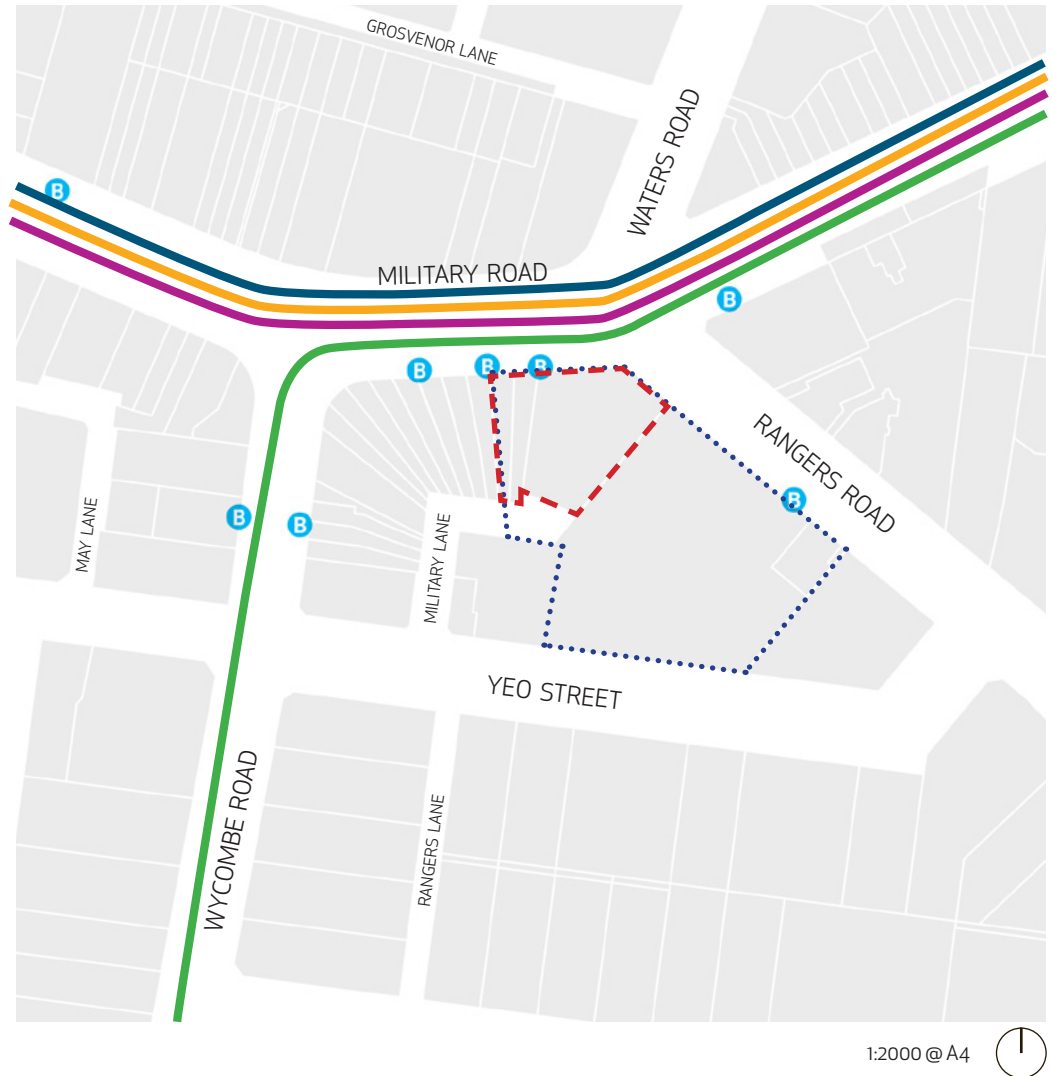 GROSVENOR LANE
WATERS ROAD
B
MILITARY ROAD
B
B
B
B
RANGERS ROAD
B
MAY LANE
B
B
MILITARY LANE
YEO STREET
WYCOMBE ROAD
RANGERS LANE
1:2000 @ A4